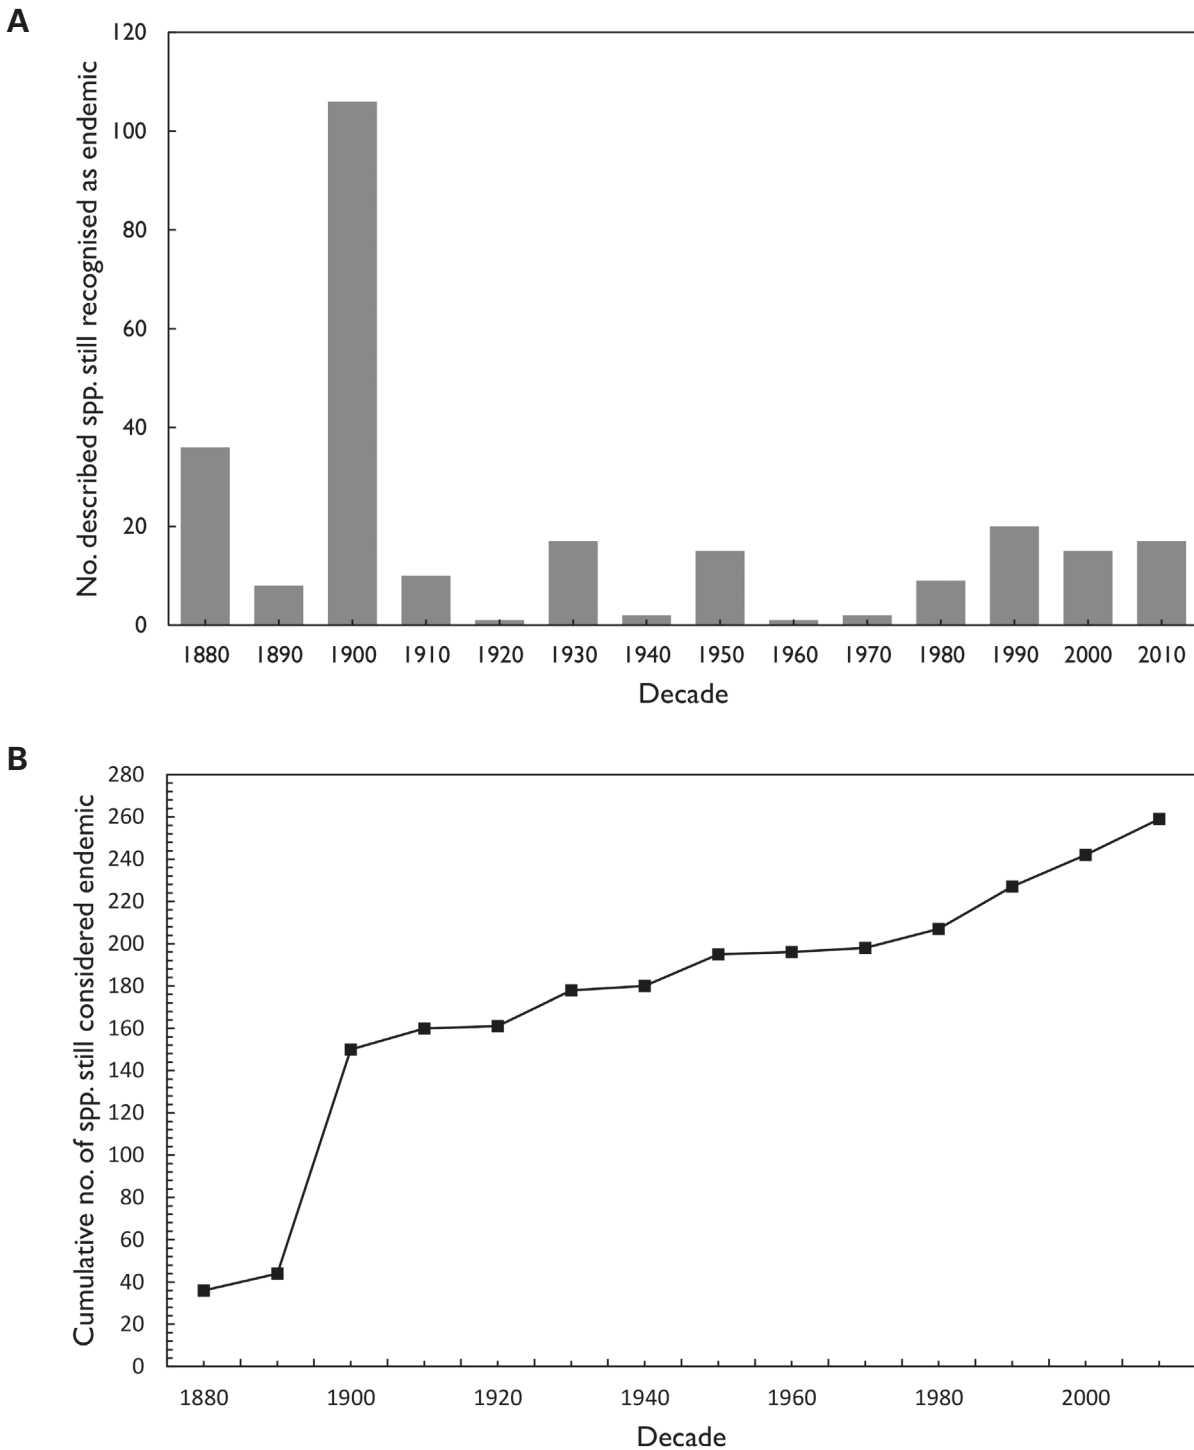 A
No. described spp. still recognised as endemic
120
100
80
60
40
20
0
1880 1890 1900 1910 1920 1930 1940 1950 1960 1970 1980 1990 2000 2010
Decade
B
Cumulative no. of spp. still considered endemic
280
260
240
220
200
180
160
140
120
100
80
60
40
20
0
1880 1900 1920 1940 1960 1980 2000
Decade